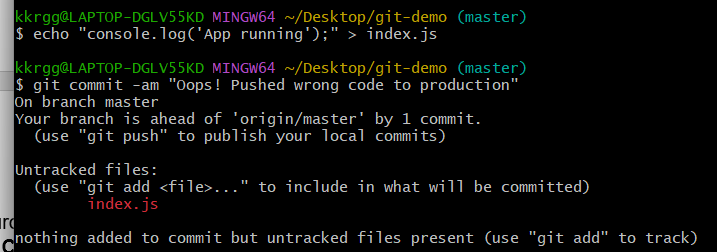 kkrgg@LAPTOP-DGLV55KD MINGW64 ~/Desktop/git-demo (master)
$ echo "console.log('App running');" > index.js
kkrgg@LAPTOP-DGLV55KD MINGW64 ~/Desktop/git-demo (master)
$ git commit -am "Oops! Pushed wrong code to production"
On branch master
Your branch is ahead of 'origin/master' by 1 commit.
  (use "git push" to publish your local commits)
Untracked files:
  (use "git add <file>..." to include in what will be committed)
        index.js
nothing added to commit but untracked files present (use "git add" to track)